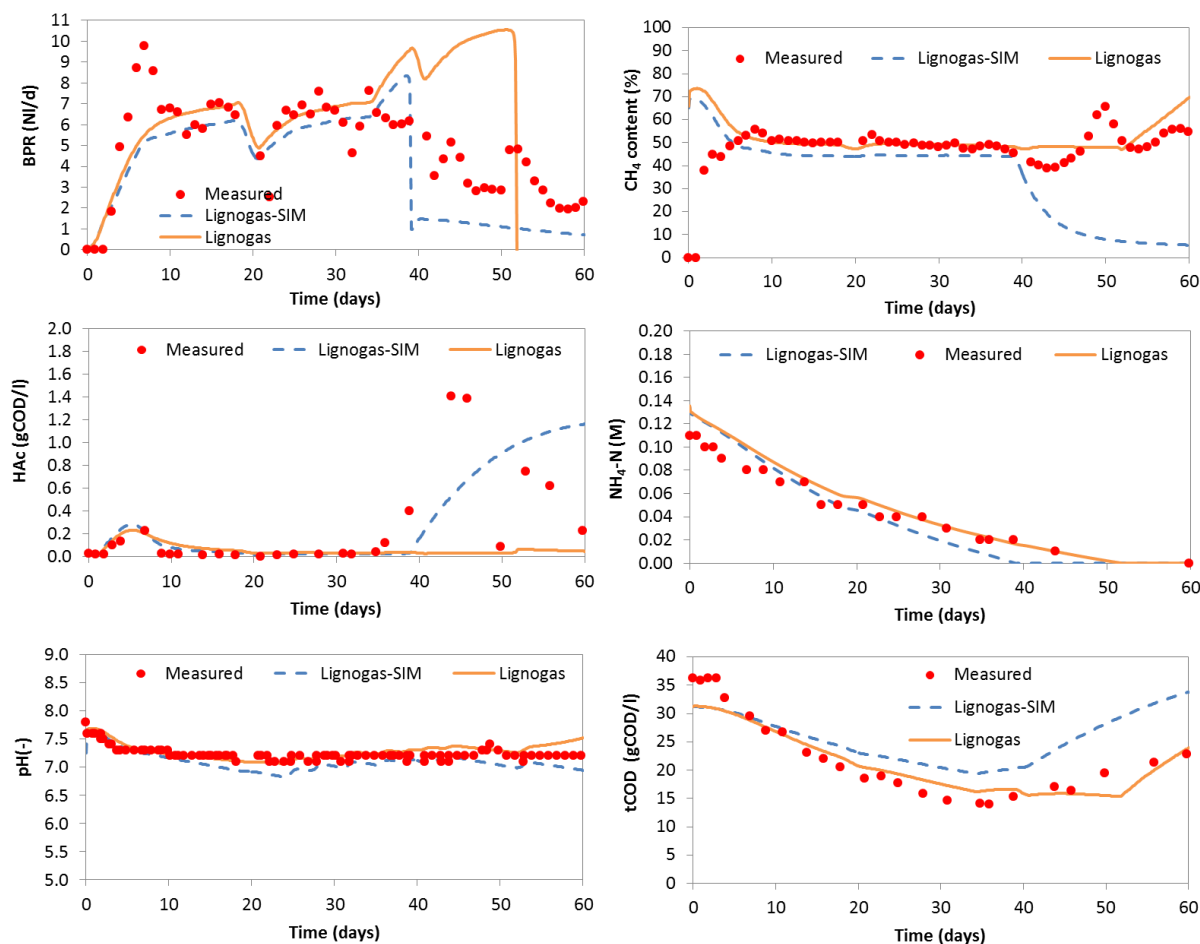 BPR (Nl/d)
11
10
9
8
7
6
5
4
3
2
1
0
Measured
Lignogas-SIM
Lignogas
0 10 20 30 40 50 60
Time (days)
CH4 content (%)
100
90
80
70
60
50
40
30
20
10
0
Measured Lignogas-SIM Lignogas
0 10 20 30 40 50 60
Time (days)
HAc (gCOD/l)
2.0
1.8
1.6
1.4
1.2
1.0
0.8
0.6
0.4
0.2
0.0
Measured Lignogas-SIM Lignogas
0 10 20 30 40 50 60
Time (days)
NH4-N (M)
0.20
0.18
0.16
0.14
0.12
0.10
0.08
0.06
0.04
0.02
0.00
Lignogas-SIM Measured Lignogas
0 10 20 30 40 50 60
Time (days)
pH(-)
9.0
8.5
8.0
7.5
7.0
6.5
6.0
5.5
5.0
Measured Lignogas-SIM Lignogas
0 10 20 30 40 50 60
Time (days)
tCOD (gCOD/l)
40
35
30
25
20
15
10
5
0
Measured
Lignogas-SIM
Lignogas
0 10 20 30 40 50 60
Time (days)